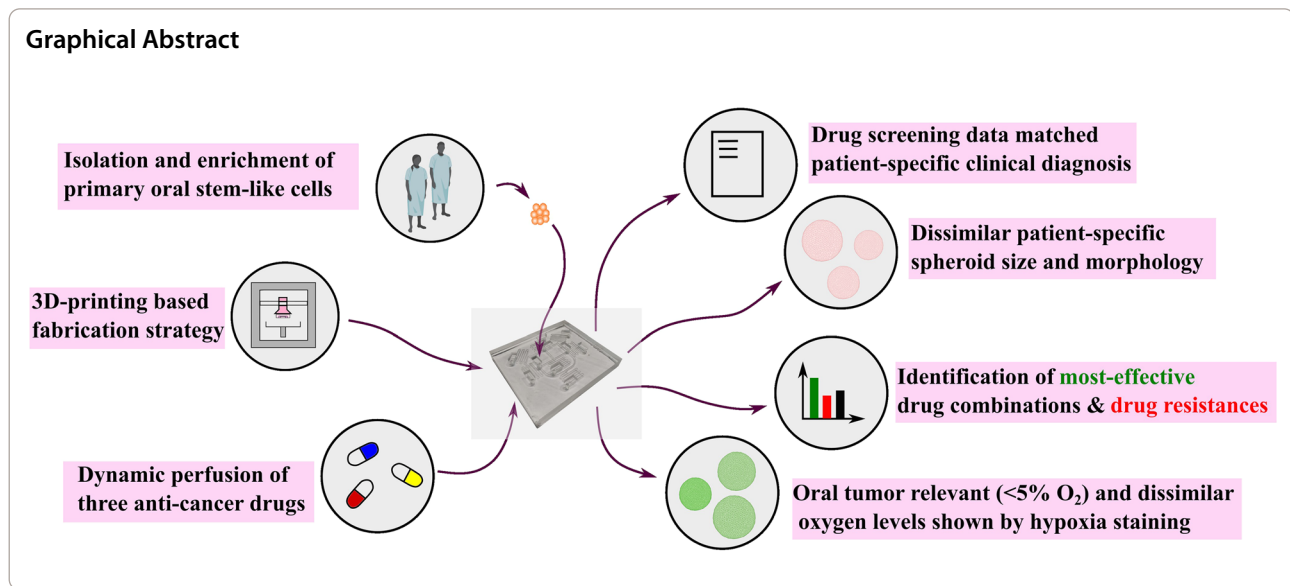 Graphical Abstract
Isolation and enrichment of
primary oral stem-like cells
3D-printing based
fabrication strategy
Dynamic perfusion of
three anti-cancer drugs
Drug screening data matched
patient-specific clinical diagnosis
Dissimilar patient-specific
spheroid size and morphology
Identification of most-effective
drug combinations & drug resistances
Oral tumor relevant (<5% O₂) and dissimilar
oxygen levels shown by hypoxia staining